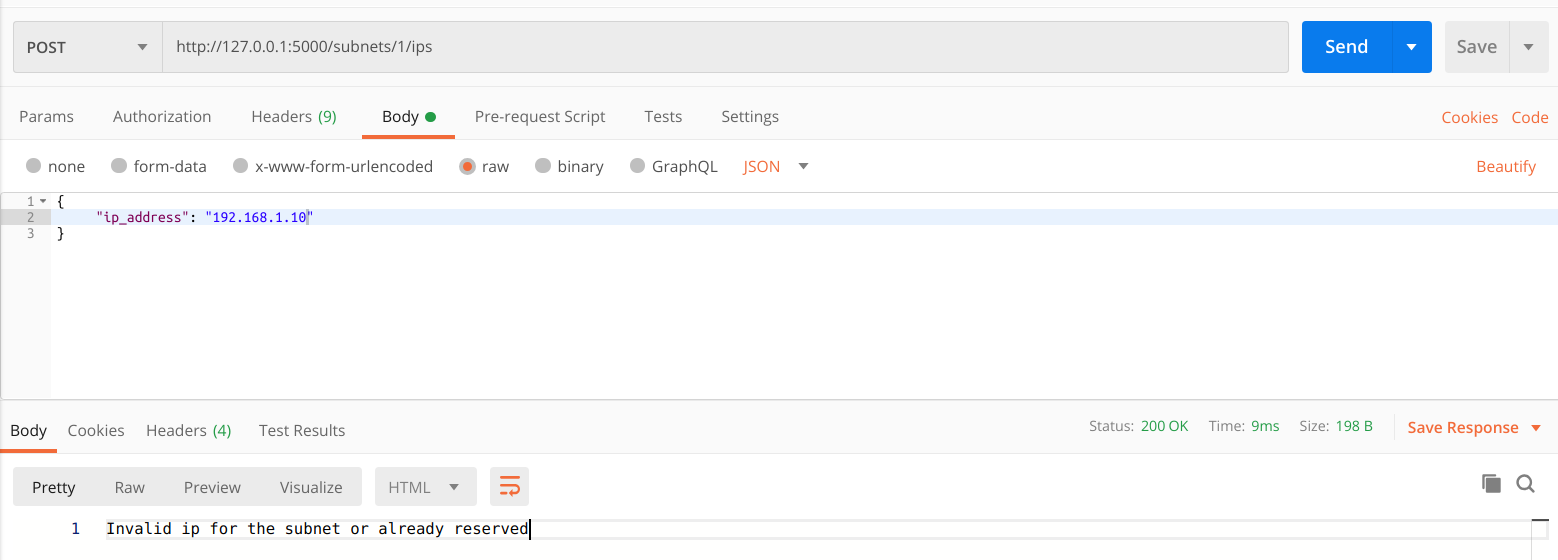 POST http://127.0.0.1:5000/subnets/1/ips Send Save
Params Authorization Headers (9) Body Pre-request Script Tests Settings Cookies Code
none form-data x-www-form-urlencoded raw binary GraphQL JSON Beautify
1 {
2 "ip_address": "192.168.1.10"
3 }
Body Cookies Headers (4) Test Results Status: 200 OK Time: 9ms Size: 198 B Save Response
Pretty Raw Preview Visualize HTML
1 Invalid ip for the subnet or already reserved